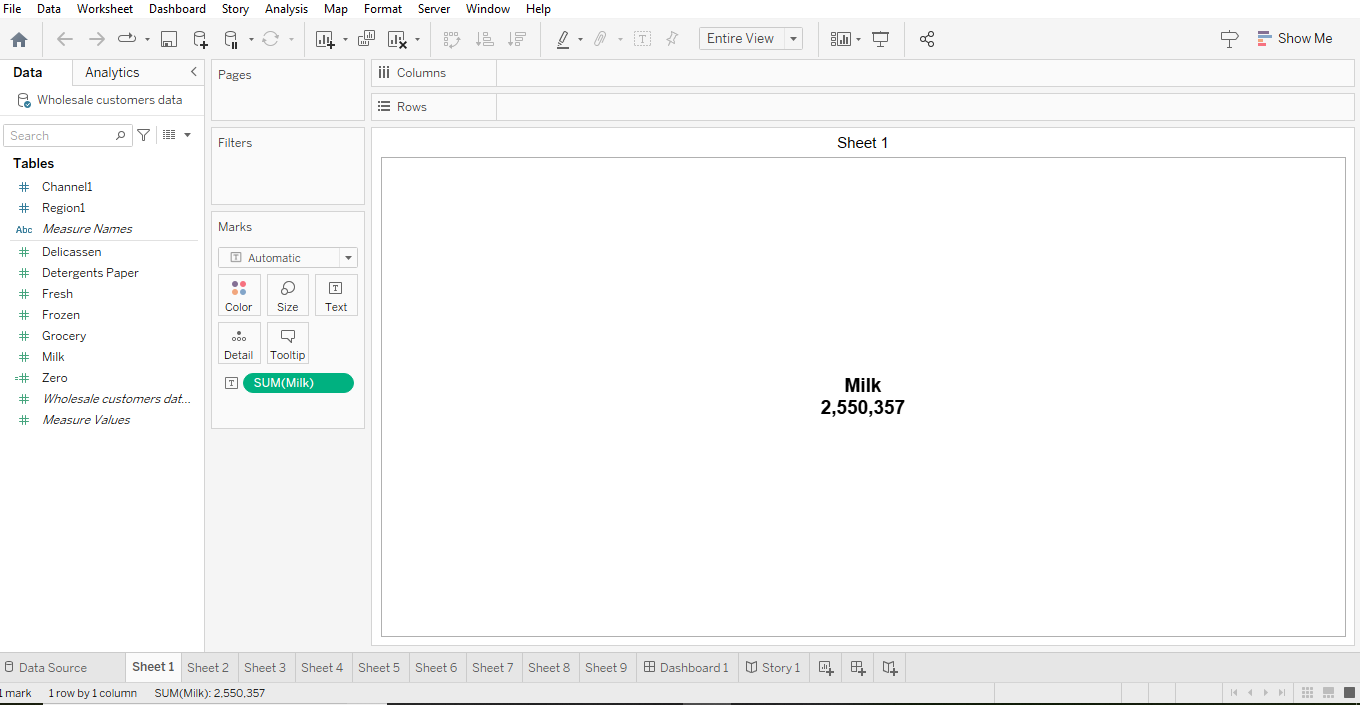 File Data Worksheet Dashboard Story Analysis Map Format Server Window Help
Entire View
Show Me
Data Analytics
Wholesale customers data
Search
Tables
# Channel1
# Region1
Abc Measure Names
# Delicassen
# Detergents Paper
# Fresh
# Frozen
# Grocery
# Milk
=# Zero
# Wholesale customers dat...
# Measure Values
Pages
Filters
Marks
T Automatic
Color Size T Text
Detail Tooltip
T SUM(Milk)
Columns
Rows
Sheet 1
Milk
2,550,357
Data Source Sheet 1 Sheet 2 Sheet 3 Sheet 4 Sheet 5 Sheet 6 Sheet 7 Sheet 8 Sheet 9 Dashboard 1 Story 1
1 mark 1 row by 1 column SUM(Milk): 2,550,357